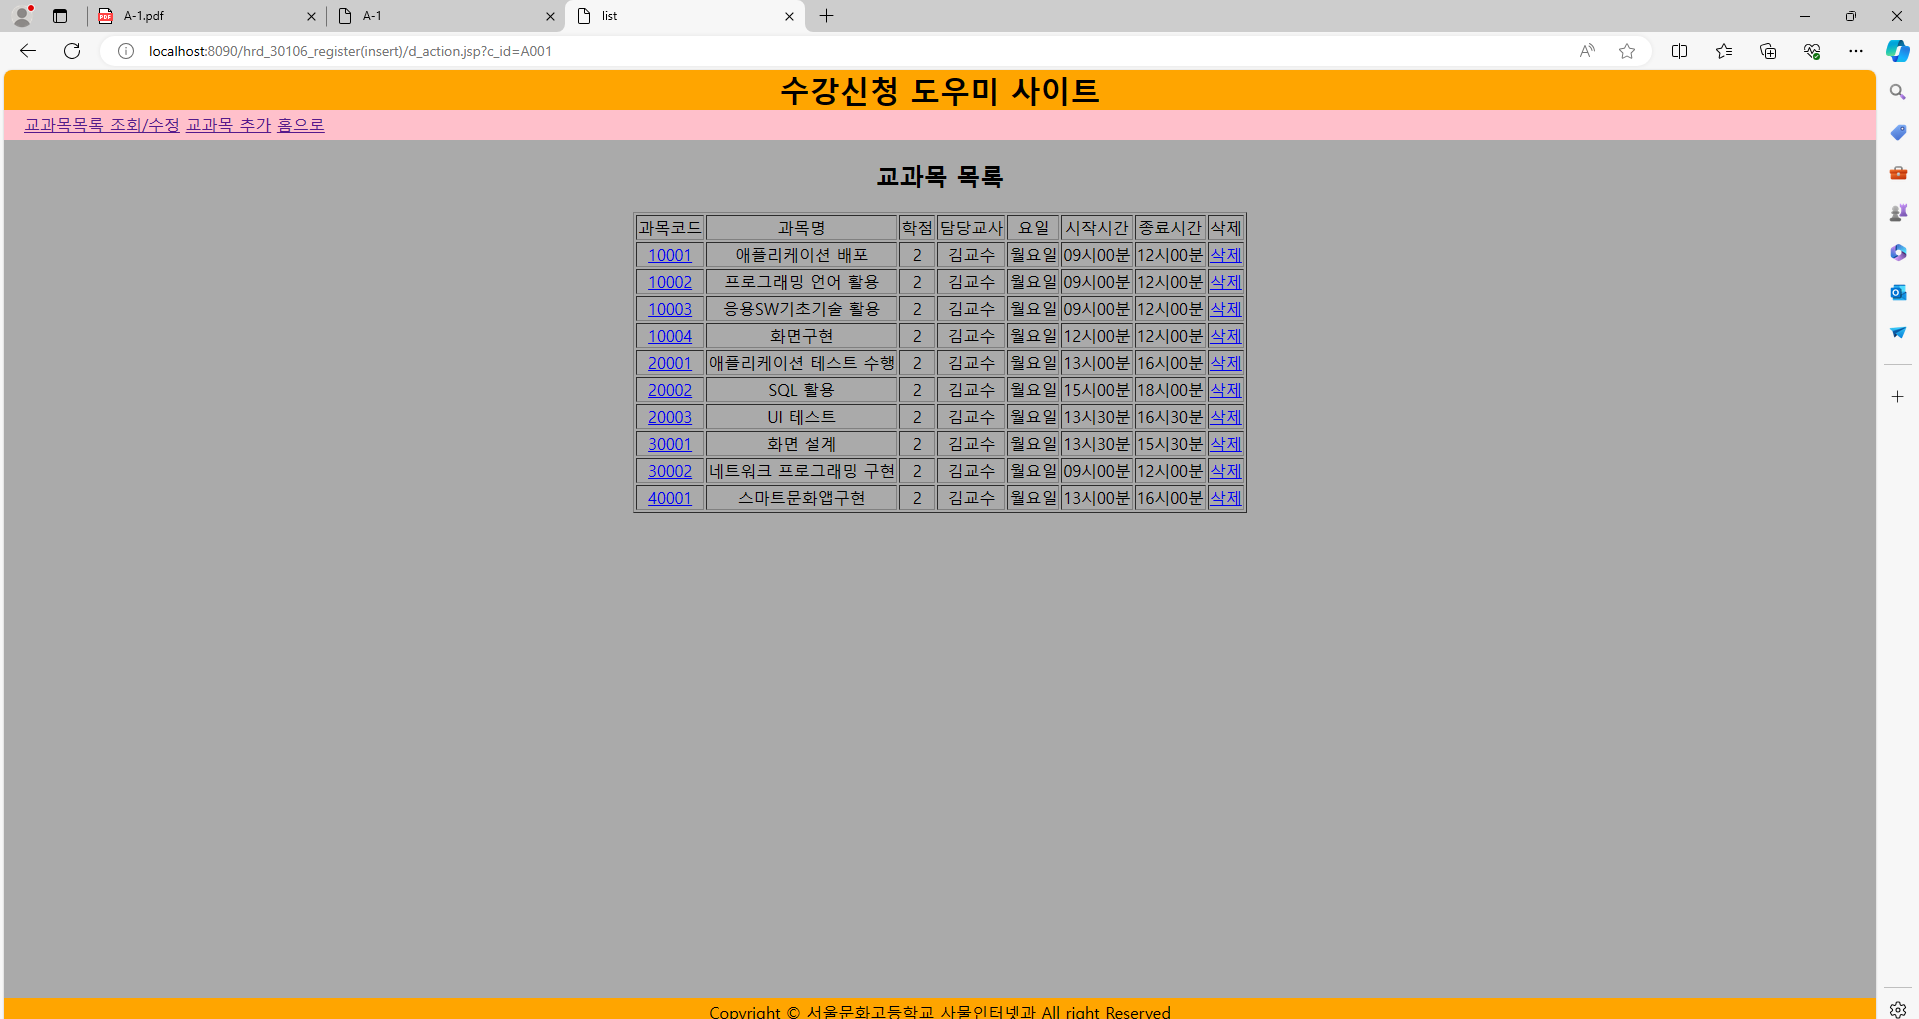 A-1.pdf
A-1
list
localhost:8090/hrd_30106_register(insert)/d_action.jsp?c_id=A001
수강신청 도우미 사이트
교과목목록 조회/수정 교과목 추가 홈으로
교과목 목록
과목코드 과목명 학점 담당교사 요일 시작시간 종료시간 삭제
10001 애플리케이션 배포 2 김교수 월요일 09시00분 12시00분 삭제
10002 프로그래밍 언어 활용 2 김교수 월요일 09시00분 12시00분 삭제
10003 응용SW기초기술 활용 2 김교수 월요일 09시00분 12시00분 삭제
10004 화면구현 2 김교수 월요일 12시00분 12시00분 삭제
20001 애플리케이션 테스트 수행 2 김교수 월요일 13시00분 16시00분 삭제
20002 SQL 활용 2 김교수 월요일 15시00분 18시00분 삭제
20003 UI 테스트 2 김교수 월요일 13시30분 16시30분 삭제
30001 화면 설계 2 김교수 월요일 13시30분 15시30분 삭제
30002 네트워크 프로그래밍 구현 2 김교수 월요일 09시00분 12시00분 삭제
40001 스마트문화앱구현 2 김교수 월요일 13시00분 16시00분 삭제
Copyright © 서울문화고등학교 사물인터넷과 All right Reserved